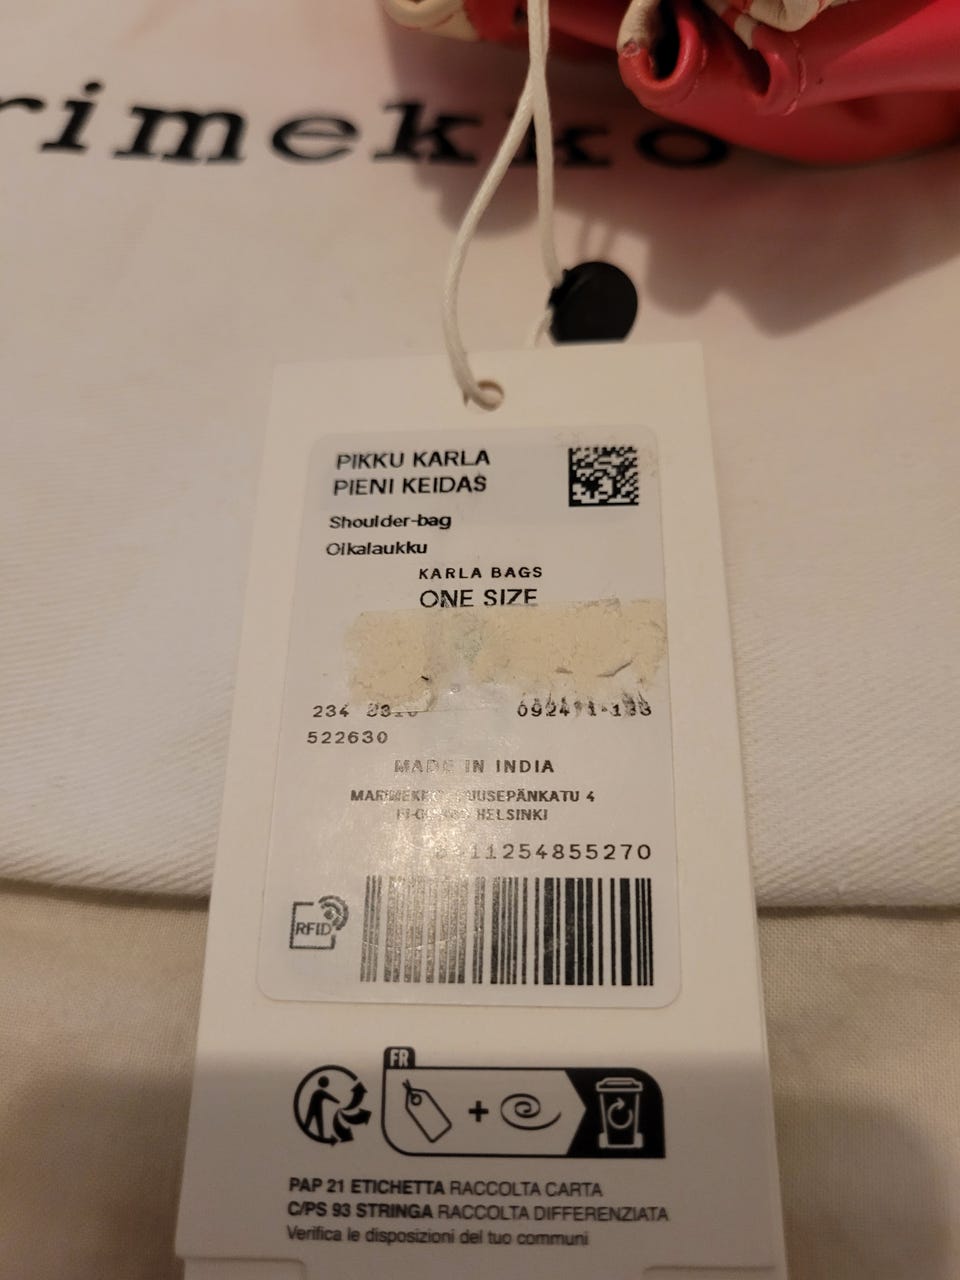 rimekko
PIKKU KARLA
PIENI KEIDAS
Shoulder-bag
Olkalaukku
KARLA BAGS
ONE SIZE
234
522630
MADE IN INDIA
4
HELSINKI
RFID
FR
+
PAP 21 ETICHETTA RACCOLTA CARTA
C/PS 93 STRINGA RACCOLTA DIFFERENZIATA
Verifica le disposizioni del tuo communi